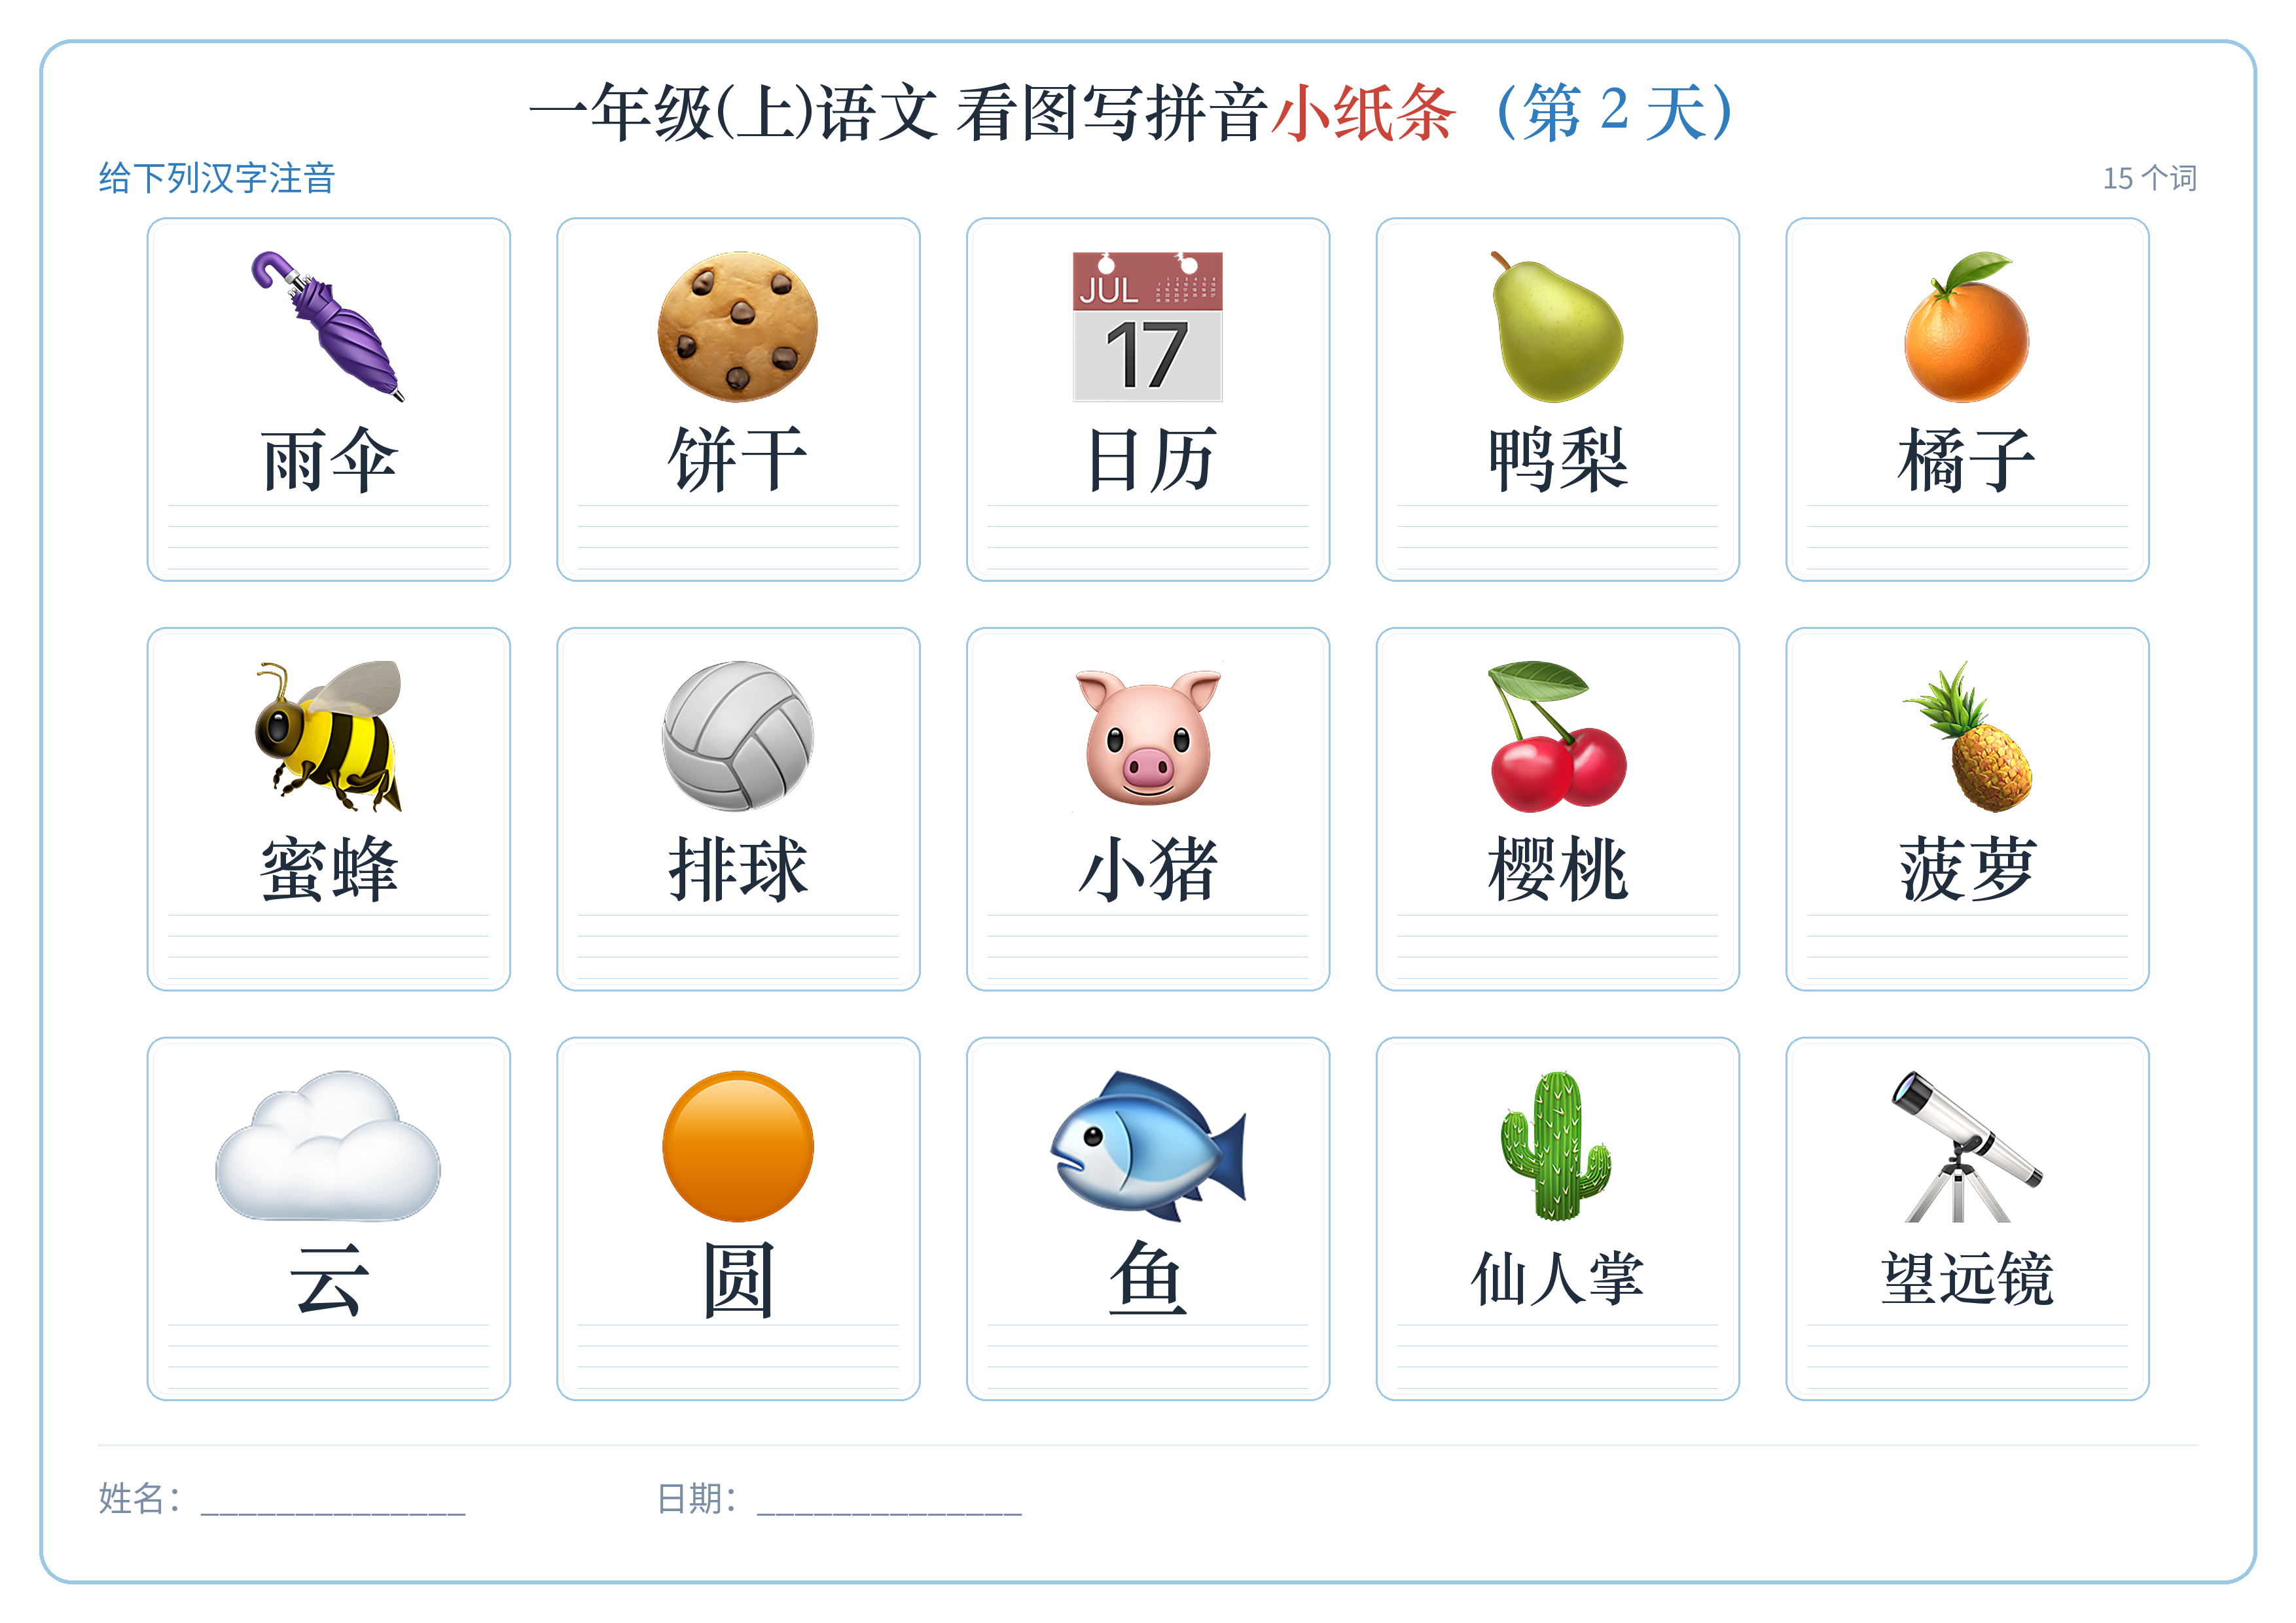 一年级(上)语文 看图写拼音小纸条（第 2 天）
给下列汉字注音 15 个词
JUL
17
雨伞 饼干 日历 鸭梨 橘子
蜜蜂 排球 小猪 樱桃 菠萝
云 圆 鱼 仙人掌 望远镜
姓名：______________ 日期：______________